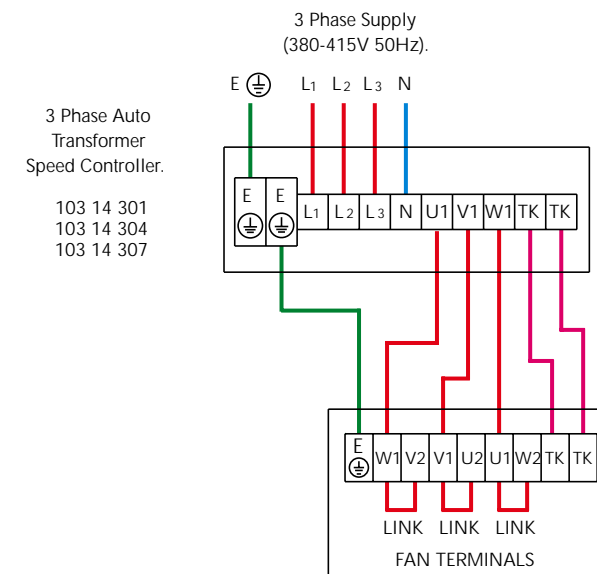 3 Phase Supply
(380-415V 50Hz).
E L1 L2 L3 N
3 Phase Auto
Transformer
Speed Controller.
103 14 301
103 14 304
103 14 307
E E L1 L2 L3 N U1 V1 W1 TK TK
E W1 V2 V1 U2 U1 W2 TK TK
LINK LINK LINK
FAN TERMINALS